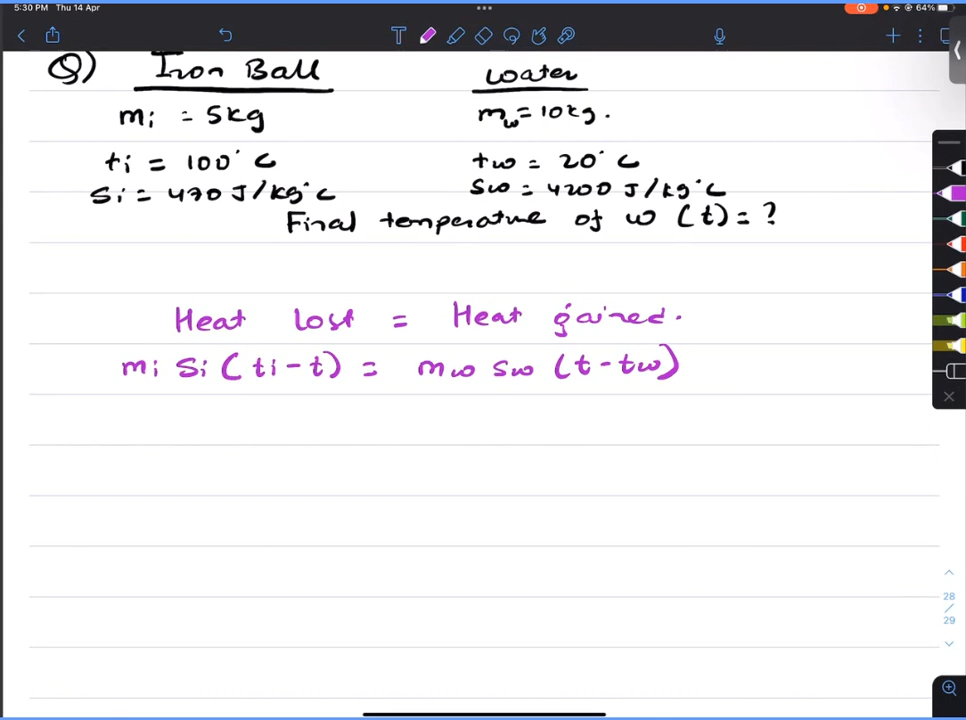 5:30 PM Thu 14 Apr
64%
Q) Iron Ball Water
mi = 5kg mw = 10kg.
ti = 100°C tw = 20°C
si = 470 J/kg°C sw = 4200 J/kg°C
Final temperature of w (t) = ?
Heat lost = Heat gained.
mi si (ti - t) = mw sw (t - tw)
28
/
29